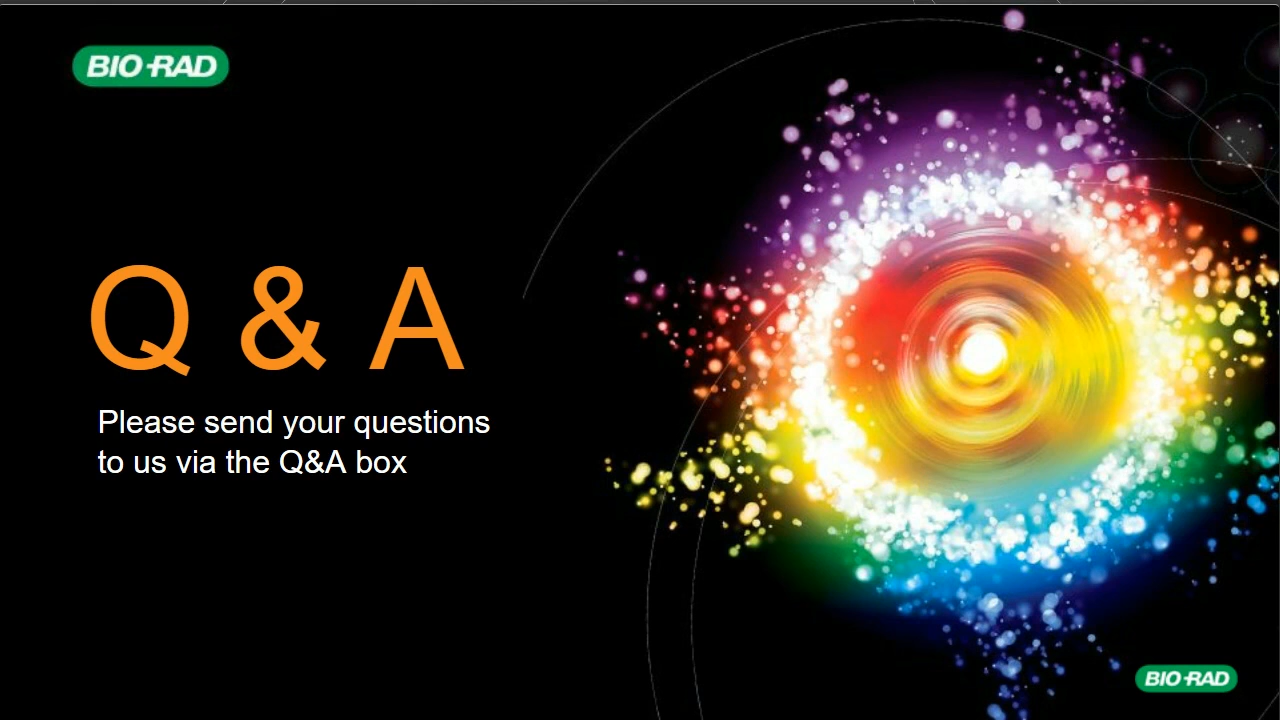 BIO-RAD
Q & A
Please send your questions
to us via the Q&A box
BIO-RAD